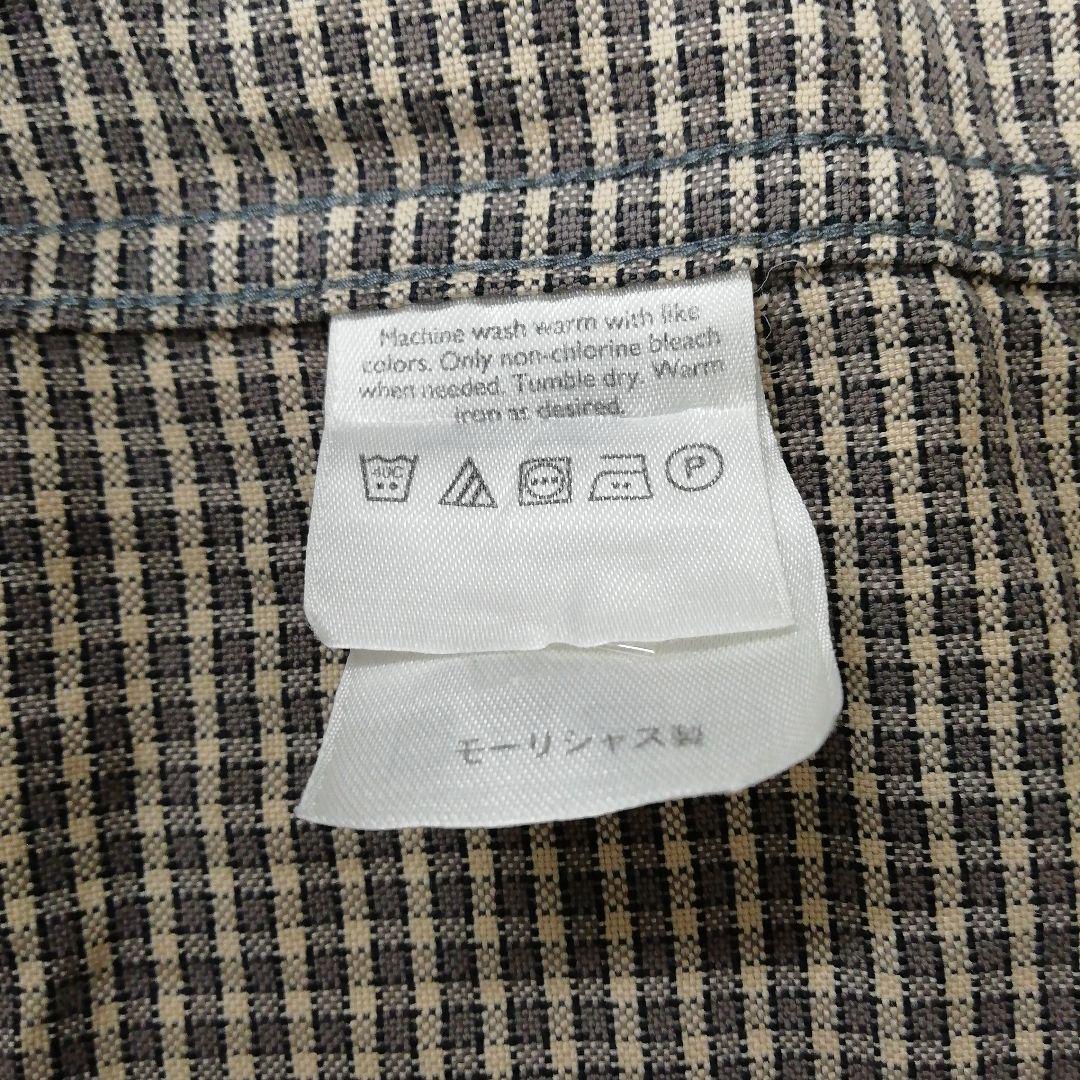 Machine wash warm with like
colors. Only non-chlorine bleach
when needed. Tumble dry. Warm
iron as desired.
40C
P
モーリシャス製